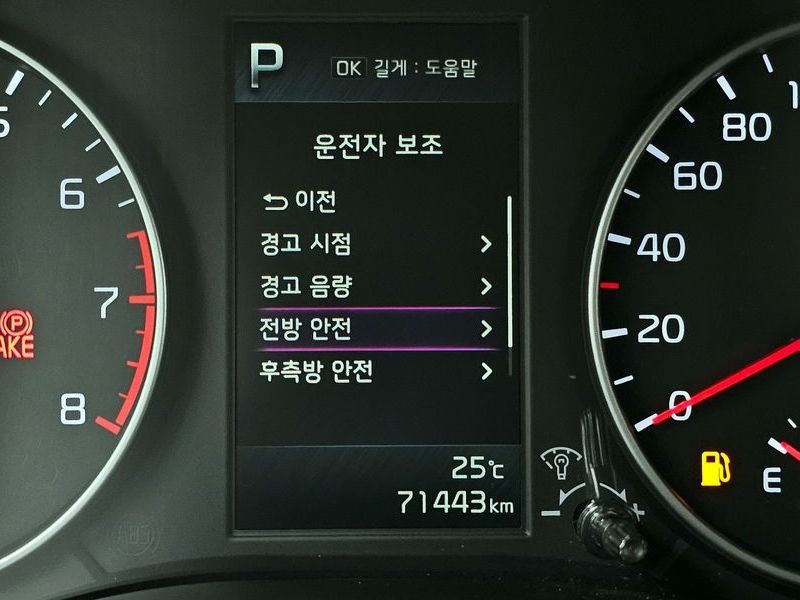 P
OK 길게 : 도움말
운전자 보조
이전
경고 시점
경고 음량
전방 안전
후측방 안전
25℃
71443km
6
7
8
P
80
60
40
20
0
E
ABS